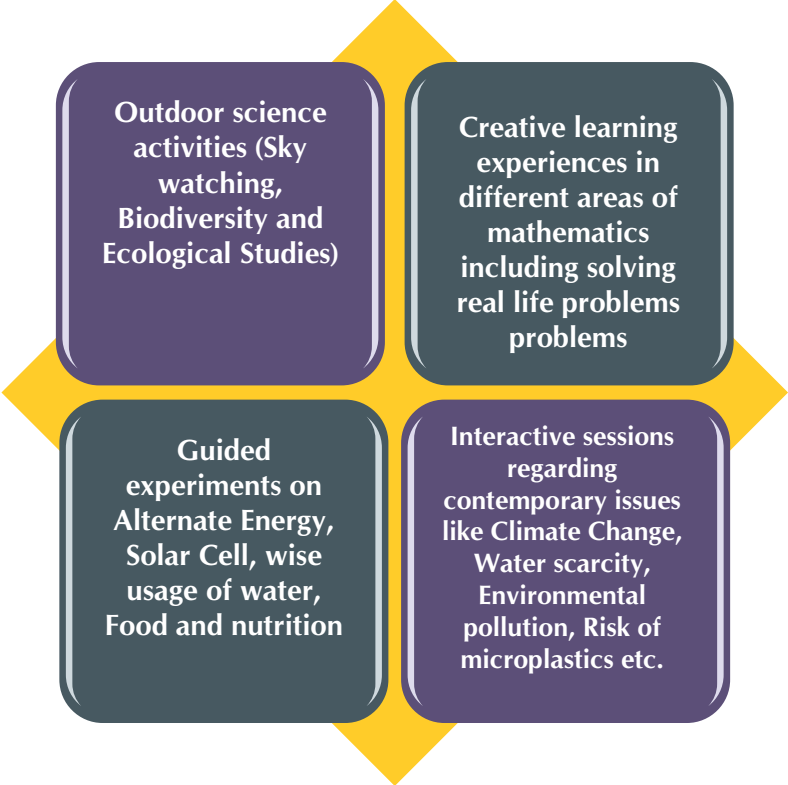 Outdoor science
activities (Sky
watching,
Biodiversity and
Ecological Studies)
Creative learning
experiences in
different areas of
mathematics
including solving
real life problems
problems
Guided
experiments on
Alternate Energy,
Solar Cell, wise
usage of water,
Food and nutrition
Interactive sessions
regarding
contemporary issues
like Climate Change,
Water scarcity,
Environmental
pollution, Risk of
microplastics etc.